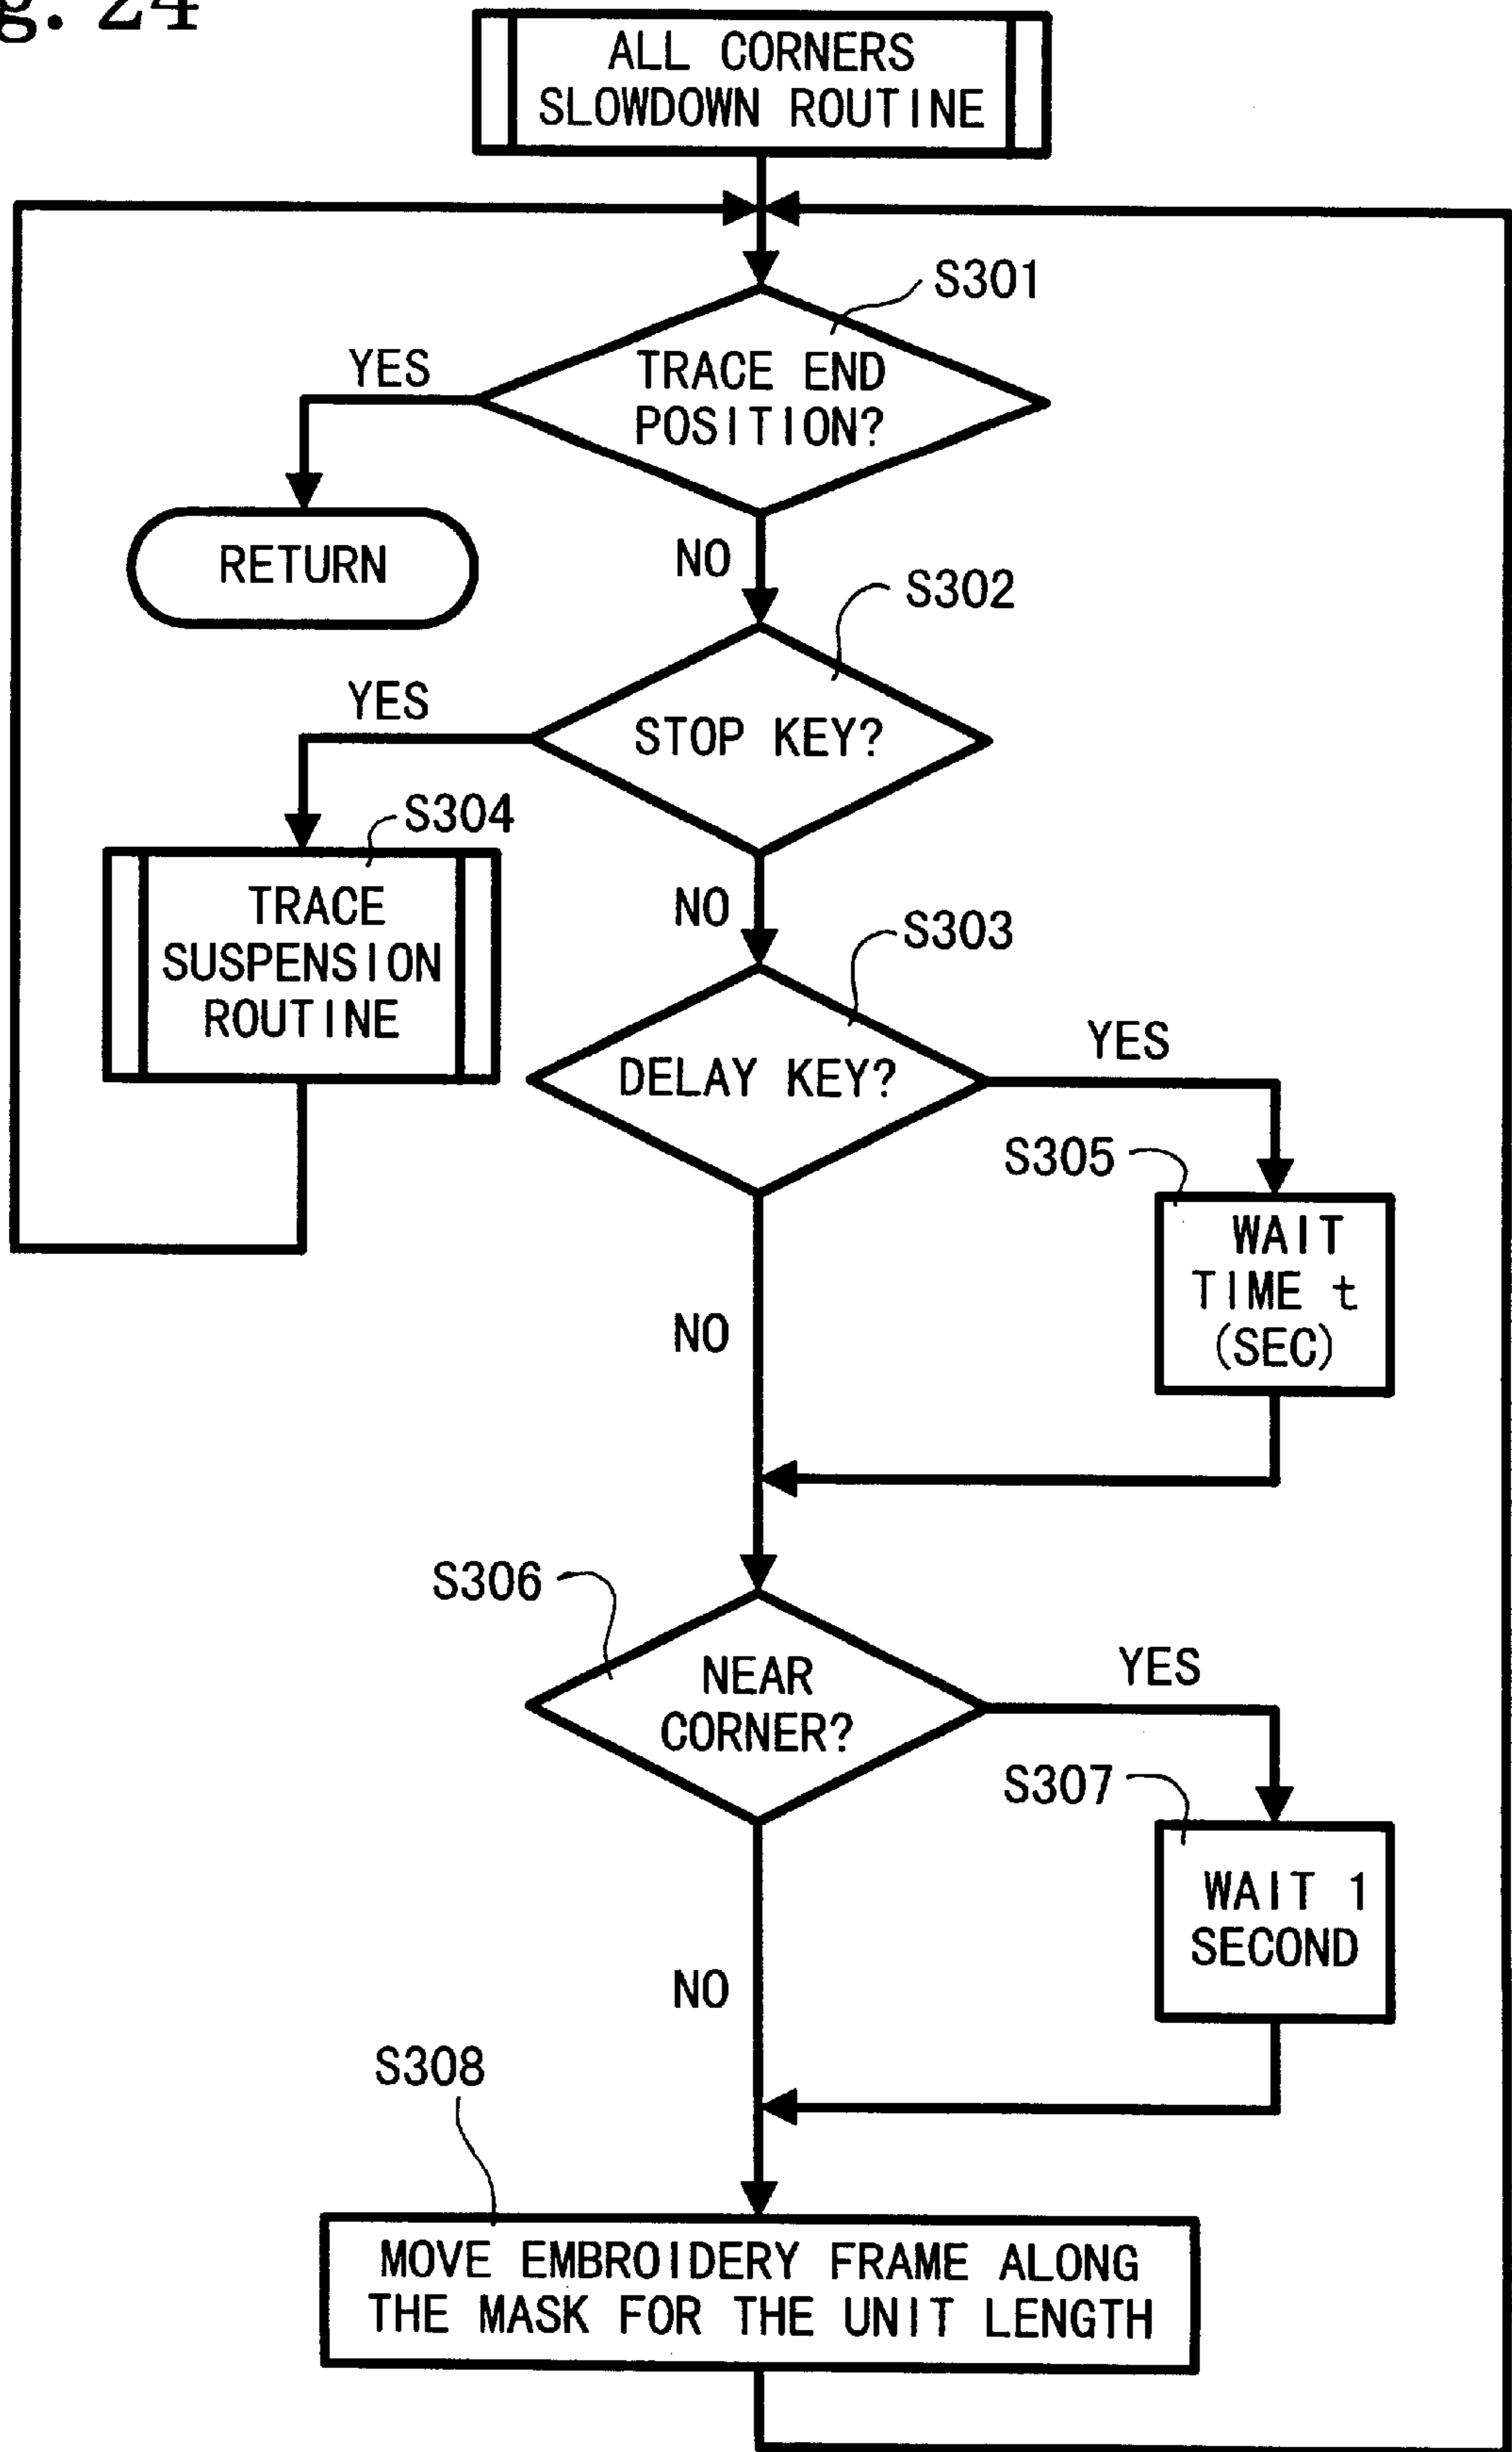 g. 24
ALL CORNERS
SLOWDOWN ROUTINE
S301
YES
TRACE END
POSITION?
RETURN
NO
S302
YES
STOP KEY?
S304
TRACE
SUSPENSION
ROUTINE
NO
S303
DELAY KEY?
YES
S305
WAIT
TIME t
(SEC)
NO
S306
NEAR
CORNER?
YES
S307
WAIT 1
SECOND
NO
S308
MOVE EMBROIDERY FRAME ALONG
THE MASK FOR THE UNIT LENGTH